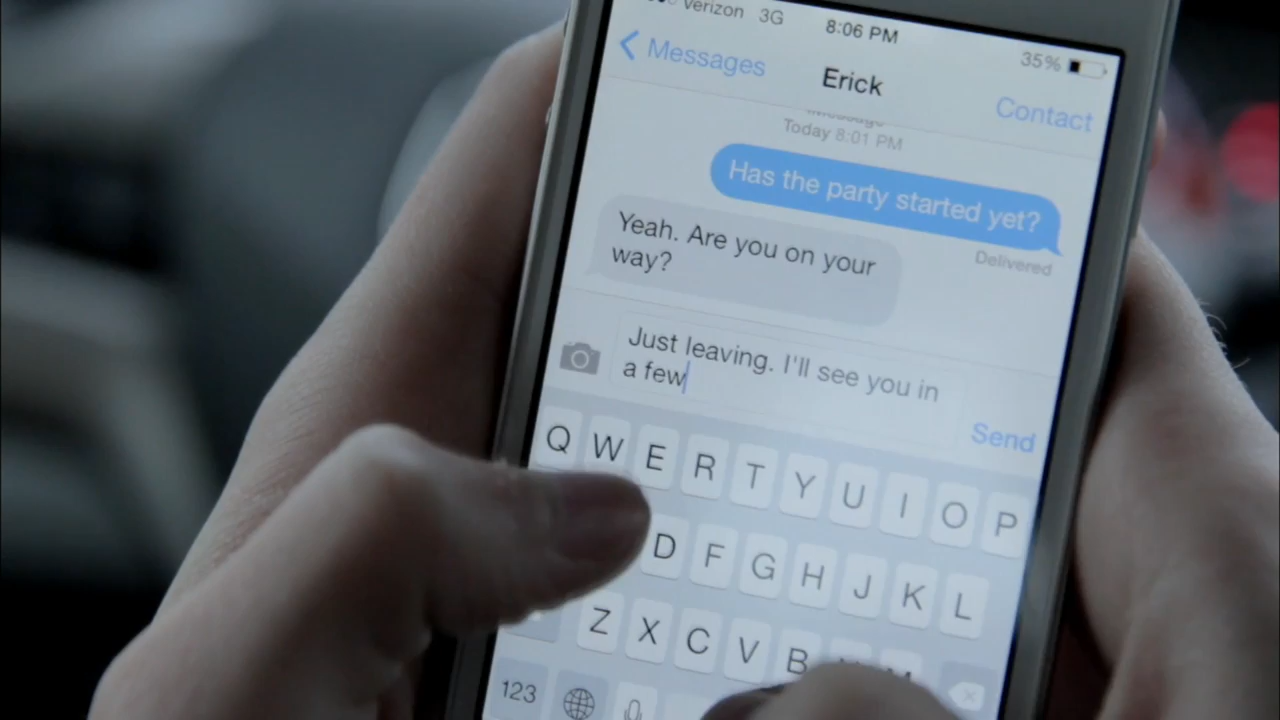 Verizon 3G 8:06 PM 35%
Messages Erick Contact
iMessage
Today 8:01 PM
Has the party started yet?
Delivered
Yeah. Are you on your
way?
Just leaving. I'll see you in
a few
Send
Q W E R T Y U I O P
D F G H J K L
Z X C V B
123